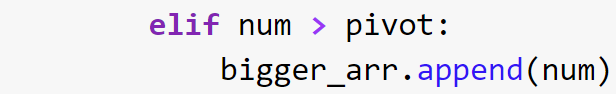 elif num > pivot:
bigger_arr.append(num)